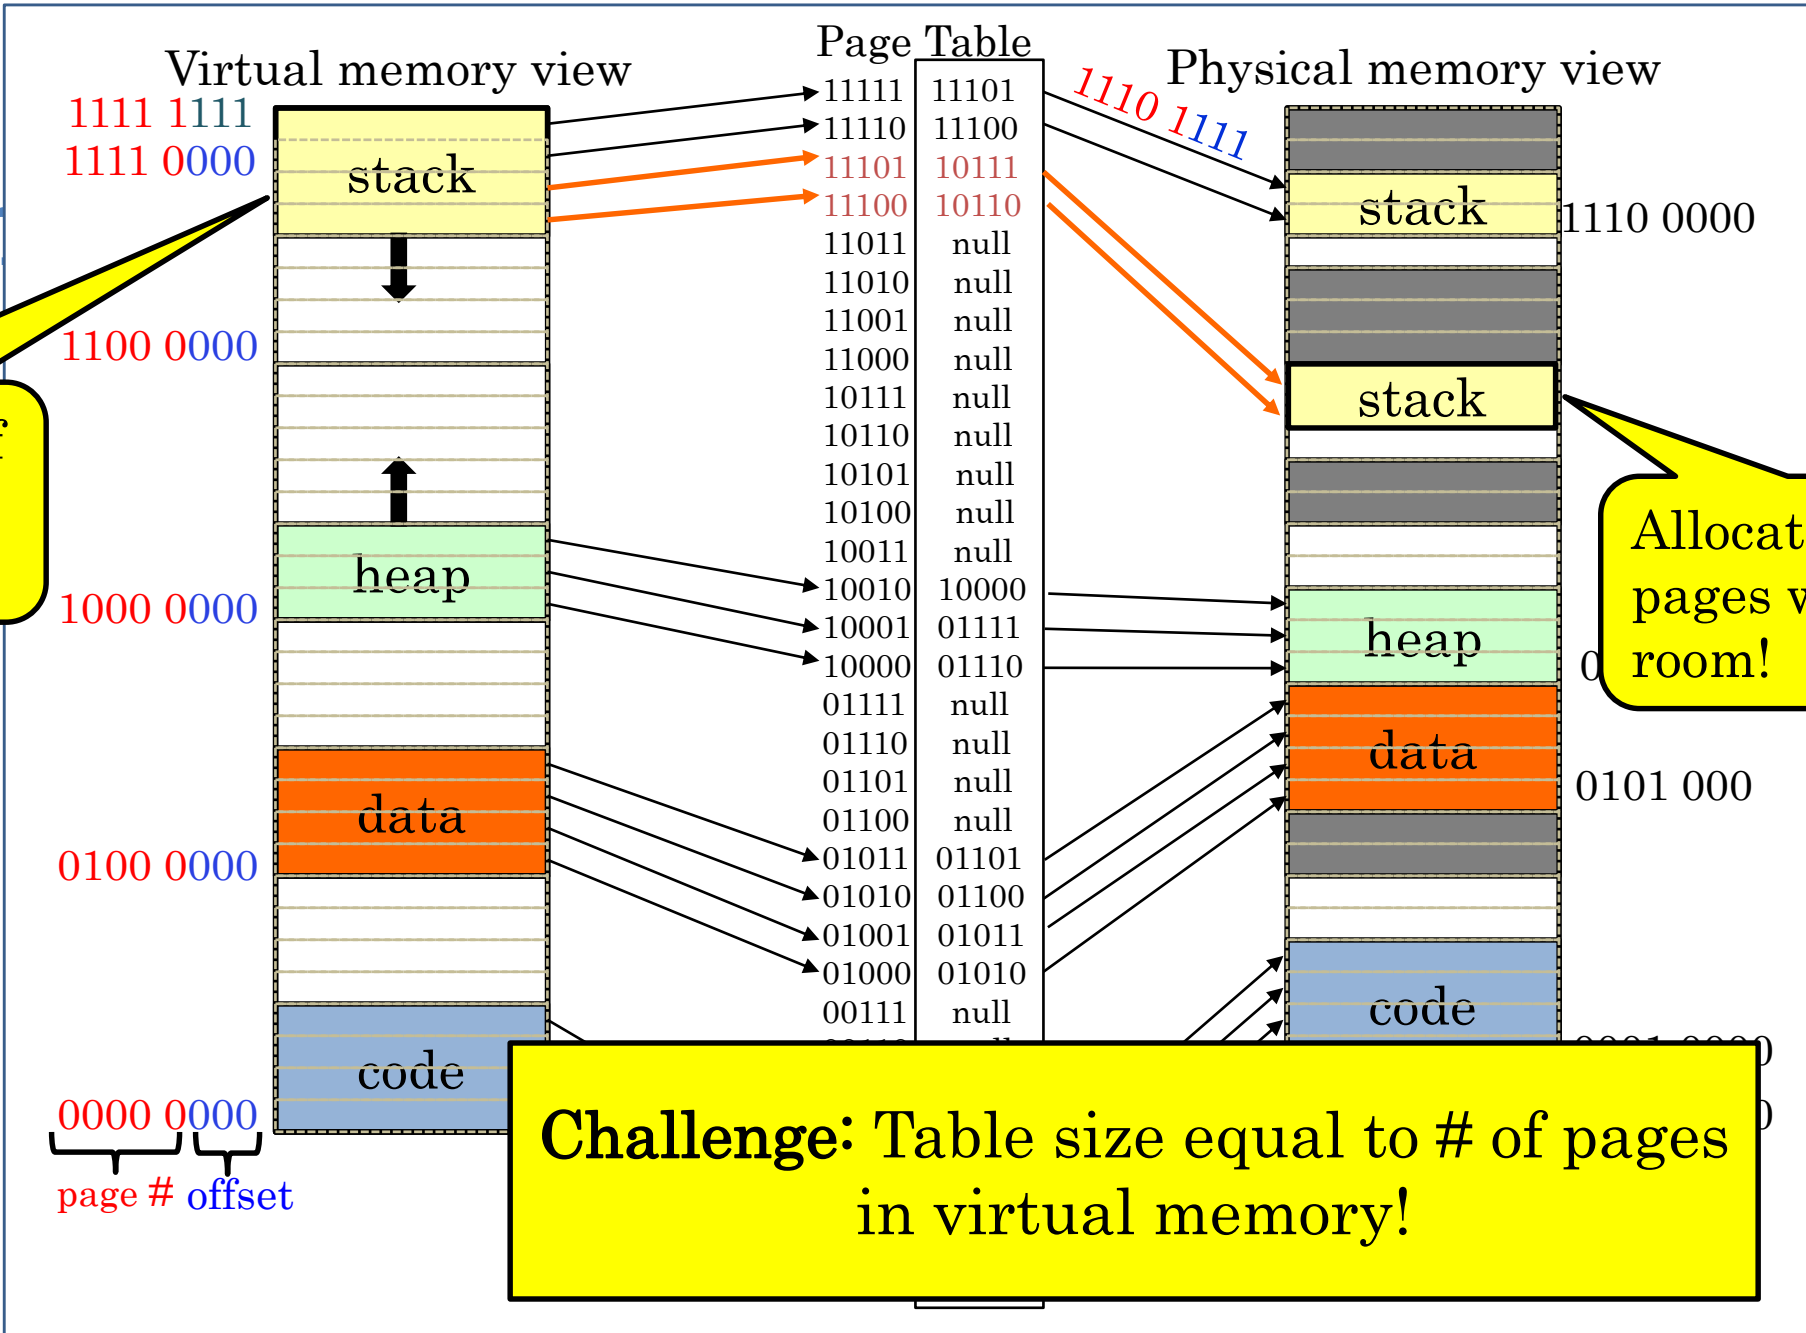 Page Table
Virtual memory view
Physical memory view
1111 1111
1111 0000
1100 0000
1000 0000
0100 0000
0000 0000
page # offset
stack
heap
data
code
11111 11101
11110 11100
11101 10111
11100 10110
11011 null
11010 null
11001 null
11000 null
10111 null
10110 null
10101 null
10100 null
10011 null
10010 10000
10001 01111
10000 01110
01111 null
01110 null
01101 null
01100 null
01011 01101
01010 01100
01001 01011
01000 01010
00111 null
1110 1111
stack
1110 0000
stack
heap
0
data
0101 000
code
f
Allocat
pages w
room!
Challenge: Table size equal to # of pages
in virtual memory!